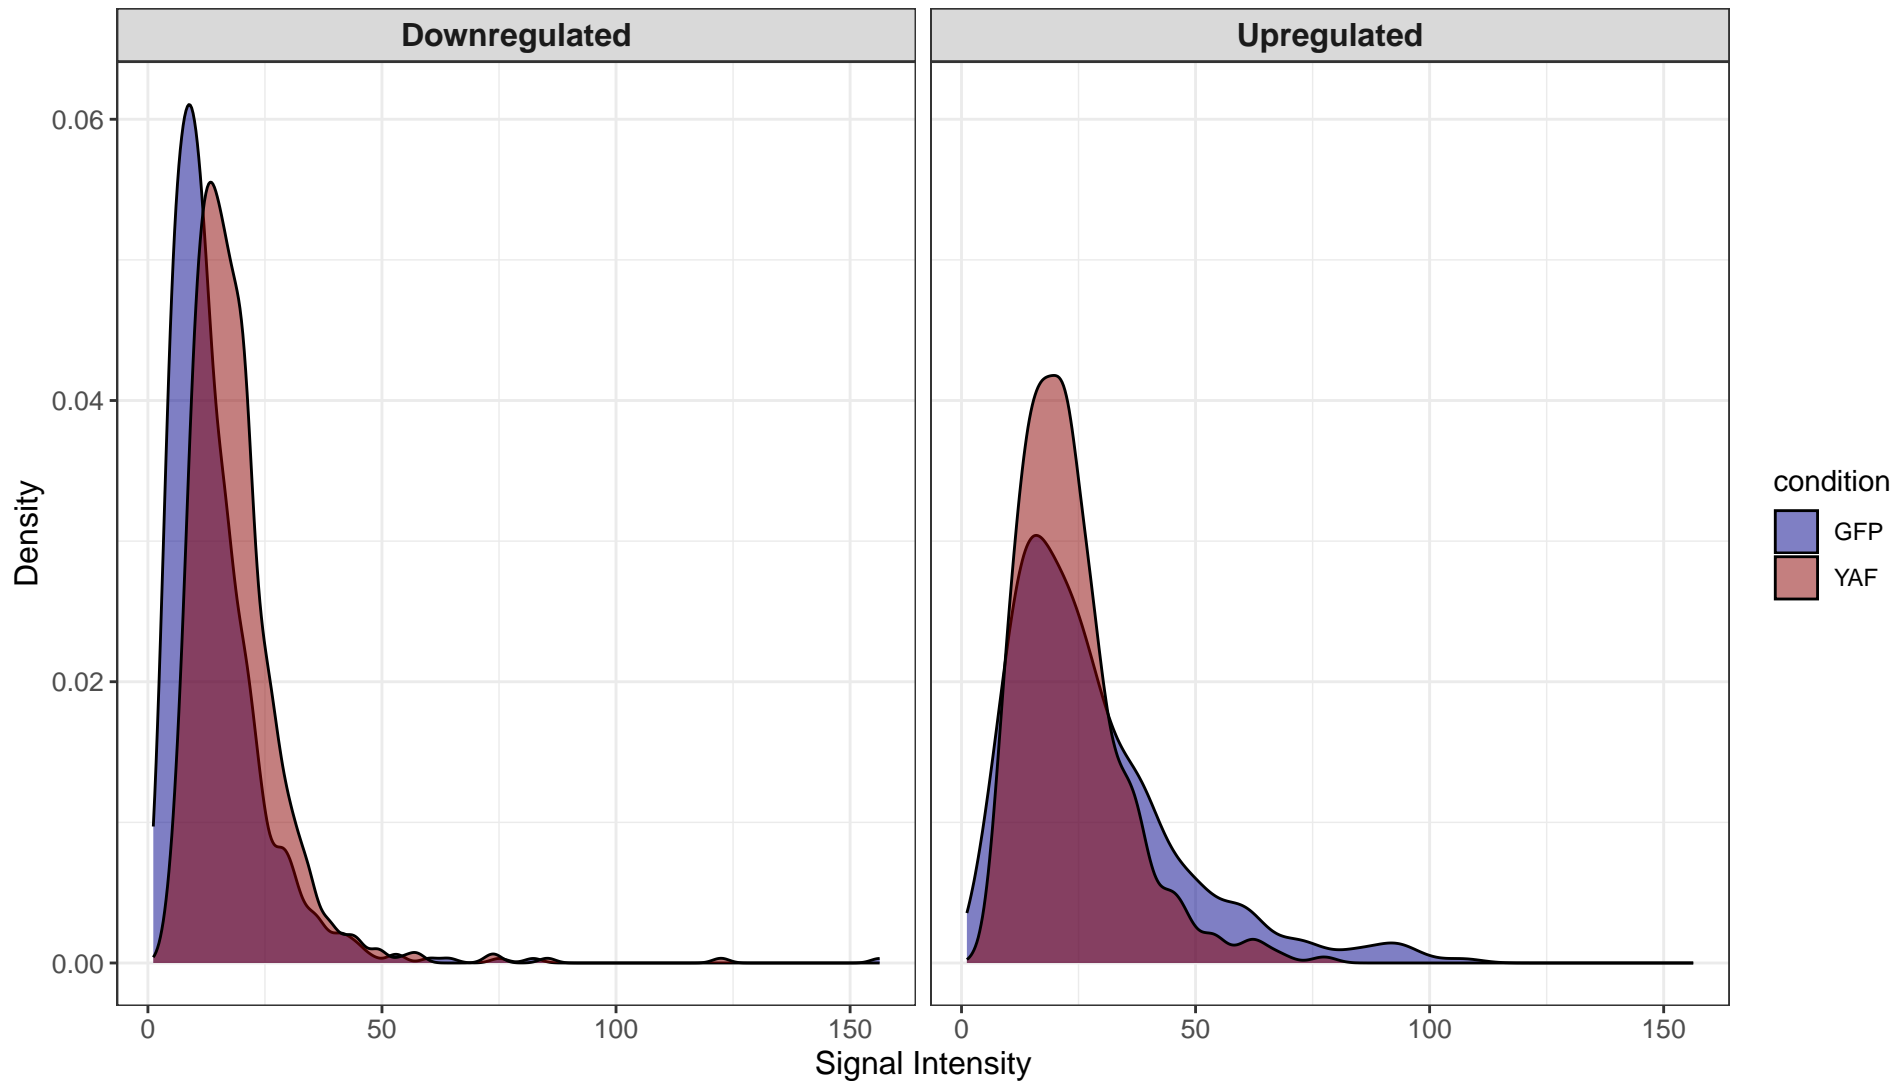 Downregulated
Upregulated
0.06
0.04
0.02
0.00
Density
0
50
100
150
0
50
100
150
Signal Intensity
condition
GFP
YAF